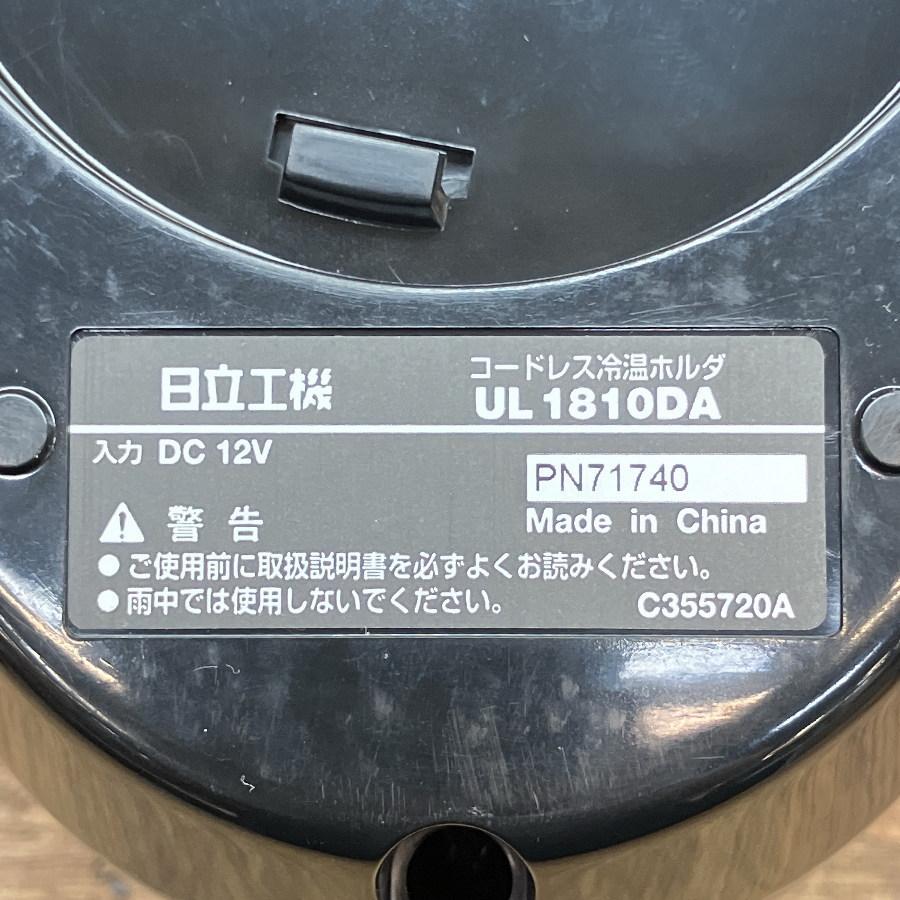 日立工機
コードレス冷温ホルダ
UL1810DA
入力 DC 12V
PN71740
Made in China
警告
●ご使用前に取扱説明書を必ずよくお読みください。
●雨中では使用しないでください。
C355720A